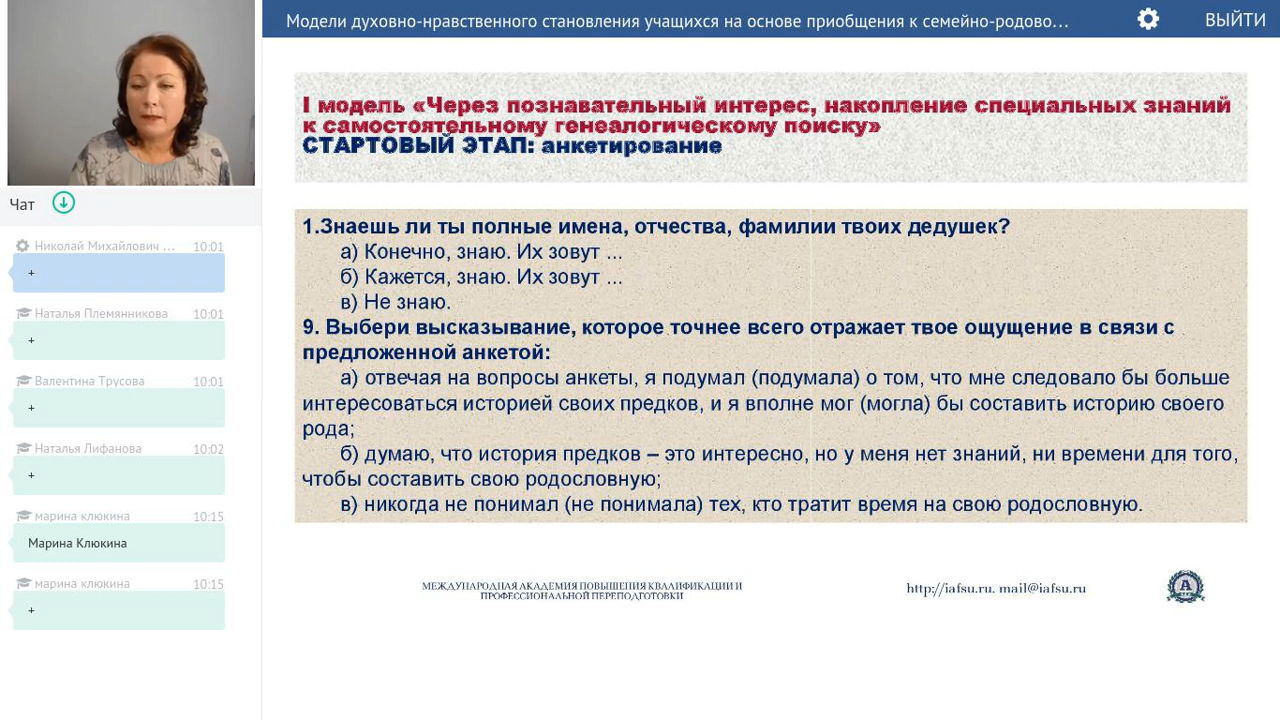 Модели духовно-нравственного становления учащихся на основе приобщения к семейно-родово...
ВЫЙТИ
Чат
Николай Михайлович ...
10:01
+
Наталья Племянникова
10:01
+
Валентина Трусова
10:01
+
Наталья Лифанова
10:02
+
марина клюкина
10:15
Марина Клюкина
марина клюкина
10:15
+
I модель «Через познавательный интерес, накопление специальных знаний
к самостоятельному генеалогическому поиску»
СТАРТОВЫЙ ЭТАП: анкетирование
1.Знаешь ли ты полные имена, отчества, фамилии твоих дедушек?
а) Конечно, знаю. Их зовут ...
б) Кажется, знаю. Их зовут ...
в) Не знаю.
9. Выбери высказывание, которое точнее всего отражает твое ощущение в связи с
предложенной анкетой:
а) отвечая на вопросы анкеты, я подумал (подумала) о том, что мне следовало бы больше
интересоваться историей своих предков, и я вполне мог (могла) бы составить историю своего
рода;
б) думаю, что история предков – это интересно, но у меня нет знаний, ни времени для того,
чтобы составить свою родословную;
в) никогда не понимал (не понимала) тех, кто тратит время на свою родословную.
МЕЖДУНАРОДНАЯ АКАДЕМИЯ ПОВЫШЕНИЯ КВАЛИФИКАЦИИ И
ПРОФЕССИОНАЛЬНОЙ ПЕРЕПОДГОТОВКИ
http://iafsu.ru. mail@iafsu.ru